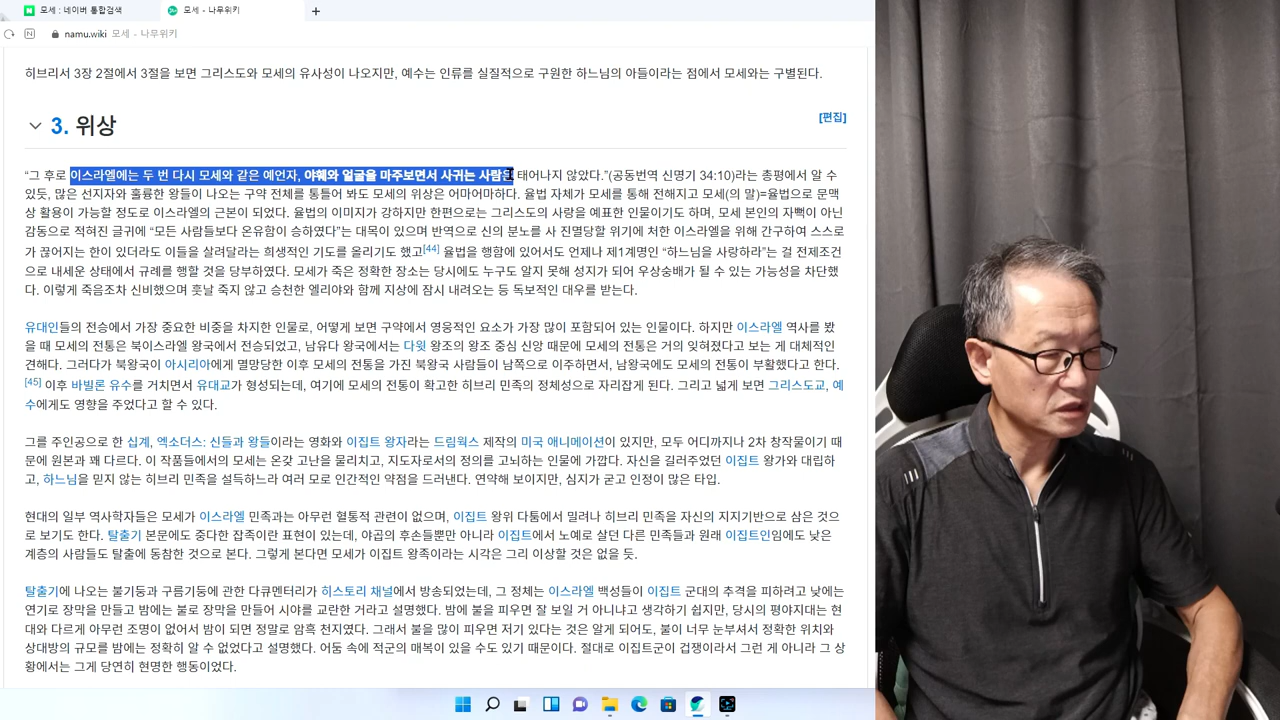 모세 : 네이버 통합검색
모세 - 나무위키
namu.wiki 모세 - 나무위키
히브리서 3장 2절에서 3절을 보면 그리스도와 모세의 유사성이 나오지만, 예수는 인류를 실질적으로 구원한 하느님의 아들이라는 점에서 모세와는 구별된다.
3. 위상
[편집]
“그 후로 이스라엘에는 두 번 다시 모세와 같은 예언자, 야훼와 얼굴을 마주보면서 사귀는 사람은 태어나지 않았다.”(공동번역 신명기 34:10)라는 총평에서 알 수
있듯, 많은 선지자와 훌륭한 왕들이 나오는 구약 전체를 통틀어 봐도 모세의 위상은 어마어마하다. 율법 자체가 모세를 통해 전해지고 모세(의 말)=율법으로 문맥
상 활용이 가능할 정도로 이스라엘의 근본이 되었다. 율법의 이미지가 강하지만 한편으로는 그리스도의 사랑을 예표한 인물이기도 하며, 모세 본인의 자뻑이 아닌
감동으로 적혀진 글귀에 “모든 사람들보다 온유함이 승하였다”는 대목이 있으며 반역으로 신의 분노를 사 진멸당할 위기에 처한 이스라엘을 위해 간구하여 스스로
가 끊어지는 한이 있더라도 이들을 살려달라는 희생적인 기도를 올리기도 했고[44] 율법을 행함에 있어서도 언제나 제1계명인 “하느님을 사랑하라”는 걸 전제조건
으로 내세운 상태에서 규례를 행할 것을 당부하였다. 모세가 죽은 정확한 장소는 당시에도 누구도 알지 못해 성지가 되어 우상숭배가 될 수 있는 가능성을 차단했
다. 이렇게 죽음조차 신비했으며 훗날 죽지 않고 승천한 엘리야와 함께 지상에 잠시 내려오는 등 독보적인 대우를 받는다.
유대인들의 전승에서 가장 중요한 비중을 차지한 인물로, 어떻게 보면 구약에서 영웅적인 요소가 가장 많이 포함되어 있는 인물이다. 하지만 이스라엘 역사를 봤
을 때 모세의 전통은 북이스라엘 왕국에서 전승되었고, 남유다 왕국에서는 다윗 왕조의 왕조 중심 신앙 때문에 모세의 전통은 거의 잊혀졌다고 보는 게 대체적인
견해다. 그러다가 북왕국이 아시리아에게 멸망당한 이후 모세의 전통을 가진 북왕국 사람들이 남쪽으로 이주하면서, 남왕국에도 모세의 전통이 부활했다고 한다.
[45] 이후 바빌론 유수를 거치면서 유대교가 형성되는데, 여기에 모세의 전통이 확고한 히브리 민족의 정체성으로 자리잡게 된다. 그리고 넓게 보면 그리스도교, 예
수에게도 영향을 주었다고 할 수 있다.
그를 주인공으로 한 십계, 엑소더스: 신들과 왕들이라는 영화와 이집트 왕자라는 드림웍스 제작의 미국 애니메이션이 있지만, 모두 어디까지나 2차 창작물이기 때
문에 원본과 꽤 다르다. 이 작품들에서의 모세는 온갖 고난을 물리치고, 지도자로서의 정의를 고뇌하는 인물에 가깝다. 자신을 길러주었던 이집트 왕가와 대립하
고, 하느님을 믿지 않는 히브리 민족을 설득하느라 여러 모로 인간적인 약점을 드러낸다. 연약해 보이지만, 심지가 굳고 인정이 많은 타입.
현대의 일부 역사학자들은 모세가 이스라엘 민족과는 아무런 혈통적 관련이 없으며, 이집트 왕위 다툼에서 밀려나 히브리 민족을 자신의 지지기반으로 삼은 것으
로 보기도 한다. 탈출기 본문에도 중다한 잡족이란 표현이 있는데, 야곱의 후손들뿐만 아니라 이집트에서 노예로 살던 다른 민족들과 원래 이집트인임에도 낮은
계층의 사람들도 탈출에 동참한 것으로 본다. 그렇게 본다면 모세가 이집트 왕족이라는 시각은 그리 이상할 것은 없을 듯.
탈출기에 나오는 불기둥과 구름기둥에 관한 다큐멘터리가 히스토리 채널에서 방송되었는데, 그 정체는 이스라엘 백성들이 이집트 군대의 추격을 피하려고 낮에는
연기로 장막을 만들고 밤에는 불로 장막을 만들어 시야를 교란한 거라고 설명했다. 밤에 불을 피우면 잘 보일 거 아니냐고 생각하기 쉽지만, 당시의 평야지대는 현
대와 다르게 아무런 조명이 없어서 밤이 되면 정말로 암흑 천지였다. 그래서 불을 많이 피우면 저기 있다는 것은 알게 되어도, 불이 너무 눈부셔서 정확한 위치와
상대방의 규모를 밤에는 정확히 알 수 없었다고 설명했다. 어둠 속에 적군의 매복이 있을 수도 있기 때문이다. 절대로 이집트군이 겁쟁이라서 그런 게 아니라 그 상
황에서는 그게 당연히 현명한 행동이었다.